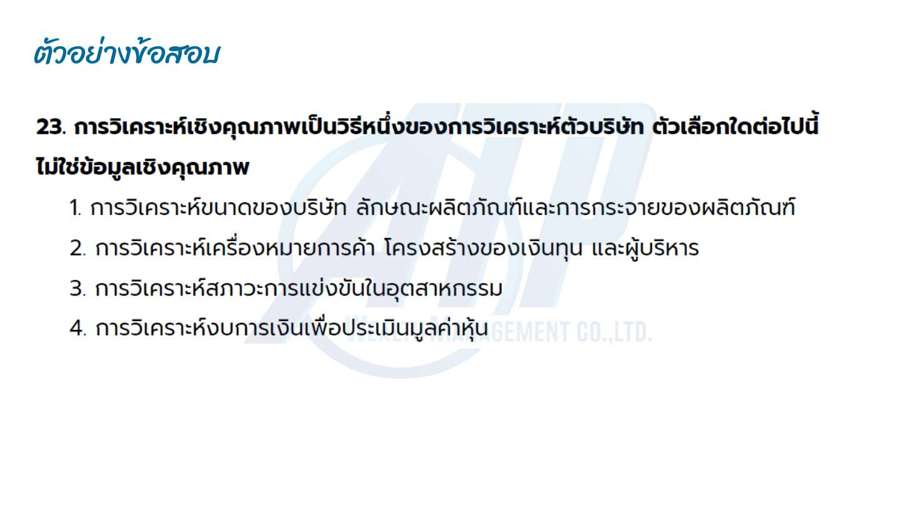 ตัวอย่างข้อสอบ
23. การวิเคราะห์เชิงคุณภาพเป็นวิธีหนึ่งของการวิเคราะห์ตัวบริษัท ตัวเลือกใดต่อไปนี้
ไม่ใช่ข้อมูลเชิงคุณภาพ
1. การวิเคราะห์ขนาดของบริษัท ลักษณะผลิตภัณฑ์และการกระจายของผลิตภัณฑ์
2. การวิเคราะห์เครื่องหมายการค้า โครงสร้างของเงินทุน และผู้บริหาร
3. การวิเคราะห์สภาวะการแข่งขันในอุตสาหกรรม
4. การวิเคราะห์งบการเงินเพื่อประเมินมูลค่าหุ้น
ATP
WEALTH MANAGEMENT CO.,LTD.